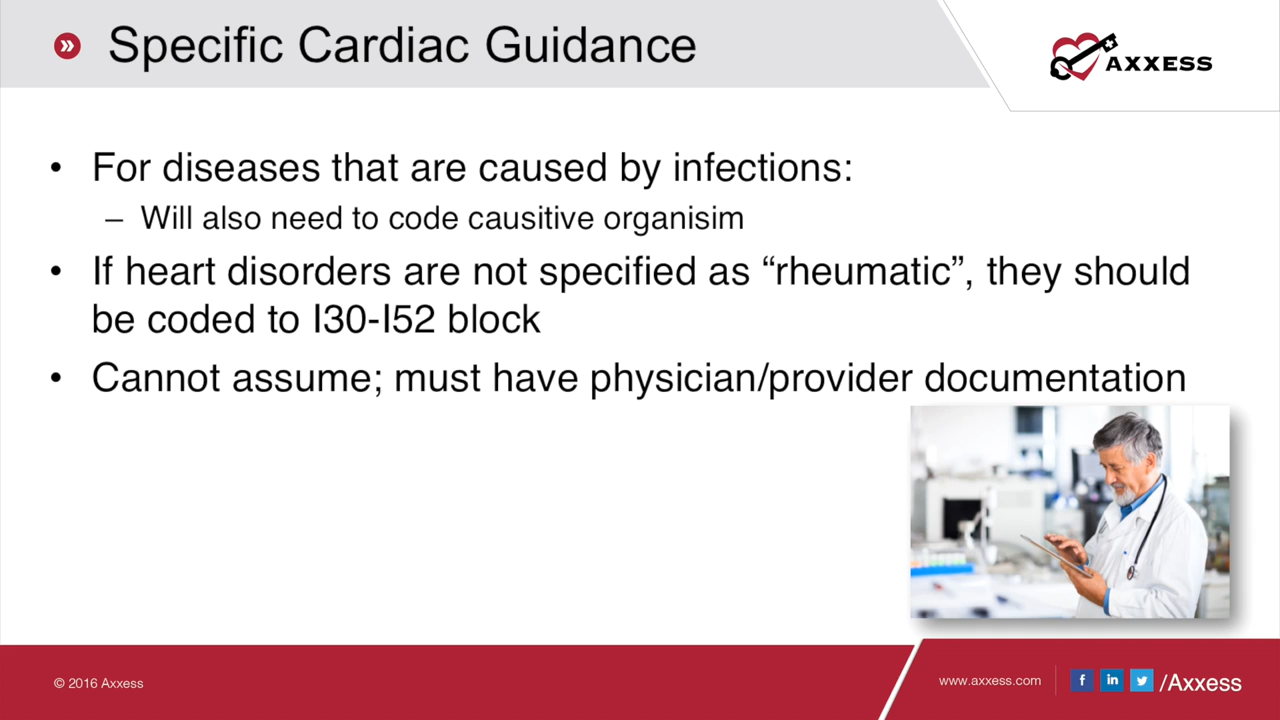 Specific Cardiac Guidance
AXXESS
• For diseases that are caused by infections:
– Will also need to code causitive organisim
• If heart disorders are not specified as “rheumatic”, they should
be coded to I30-I52 block
• Cannot assume; must have physician/provider documentation
© 2016 Axxess
www.axxess.com
f in /Axxess